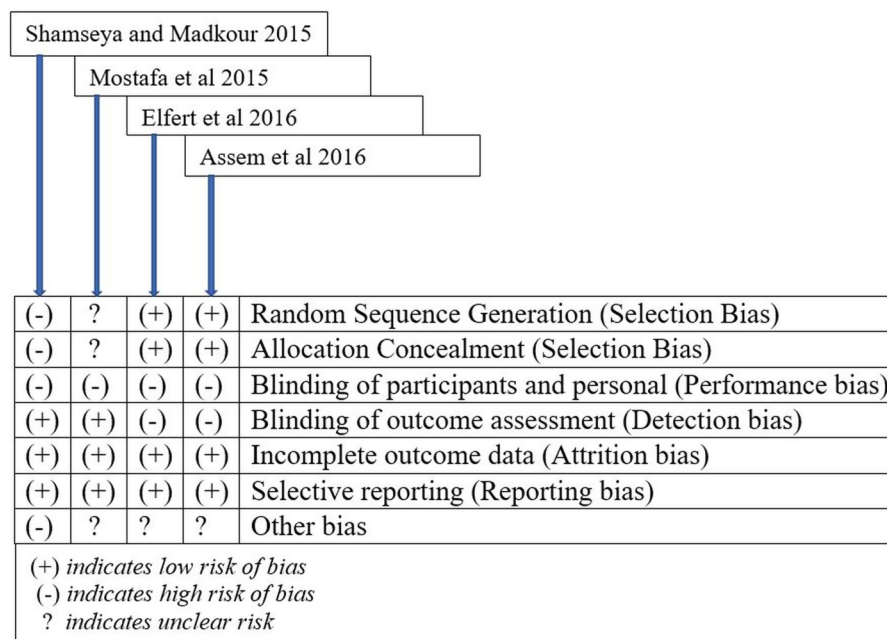 Shamseya and Madkour 2015
Mostafa et al 2015
Elfert et al 2016
Assem et al 2016
(-) ? (+) (+) Random Sequence Generation (Selection Bias)
(-) ? (+) (+) Allocation Concealment (Selection Bias)
(-) (-) (-) (-) Blinding of participants and personal (Performance bias)
(+) (+) (-) (-) Blinding of outcome assessment (Detection bias)
(+) (+) (+) (+) Incomplete outcome data (Attrition bias)
(+) (+) (+) (+) Selective reporting (Reporting bias)
(-) ? ? ? Other bias
(+) indicates low risk of bias
(-) indicates high risk of bias
? indicates unclear risk